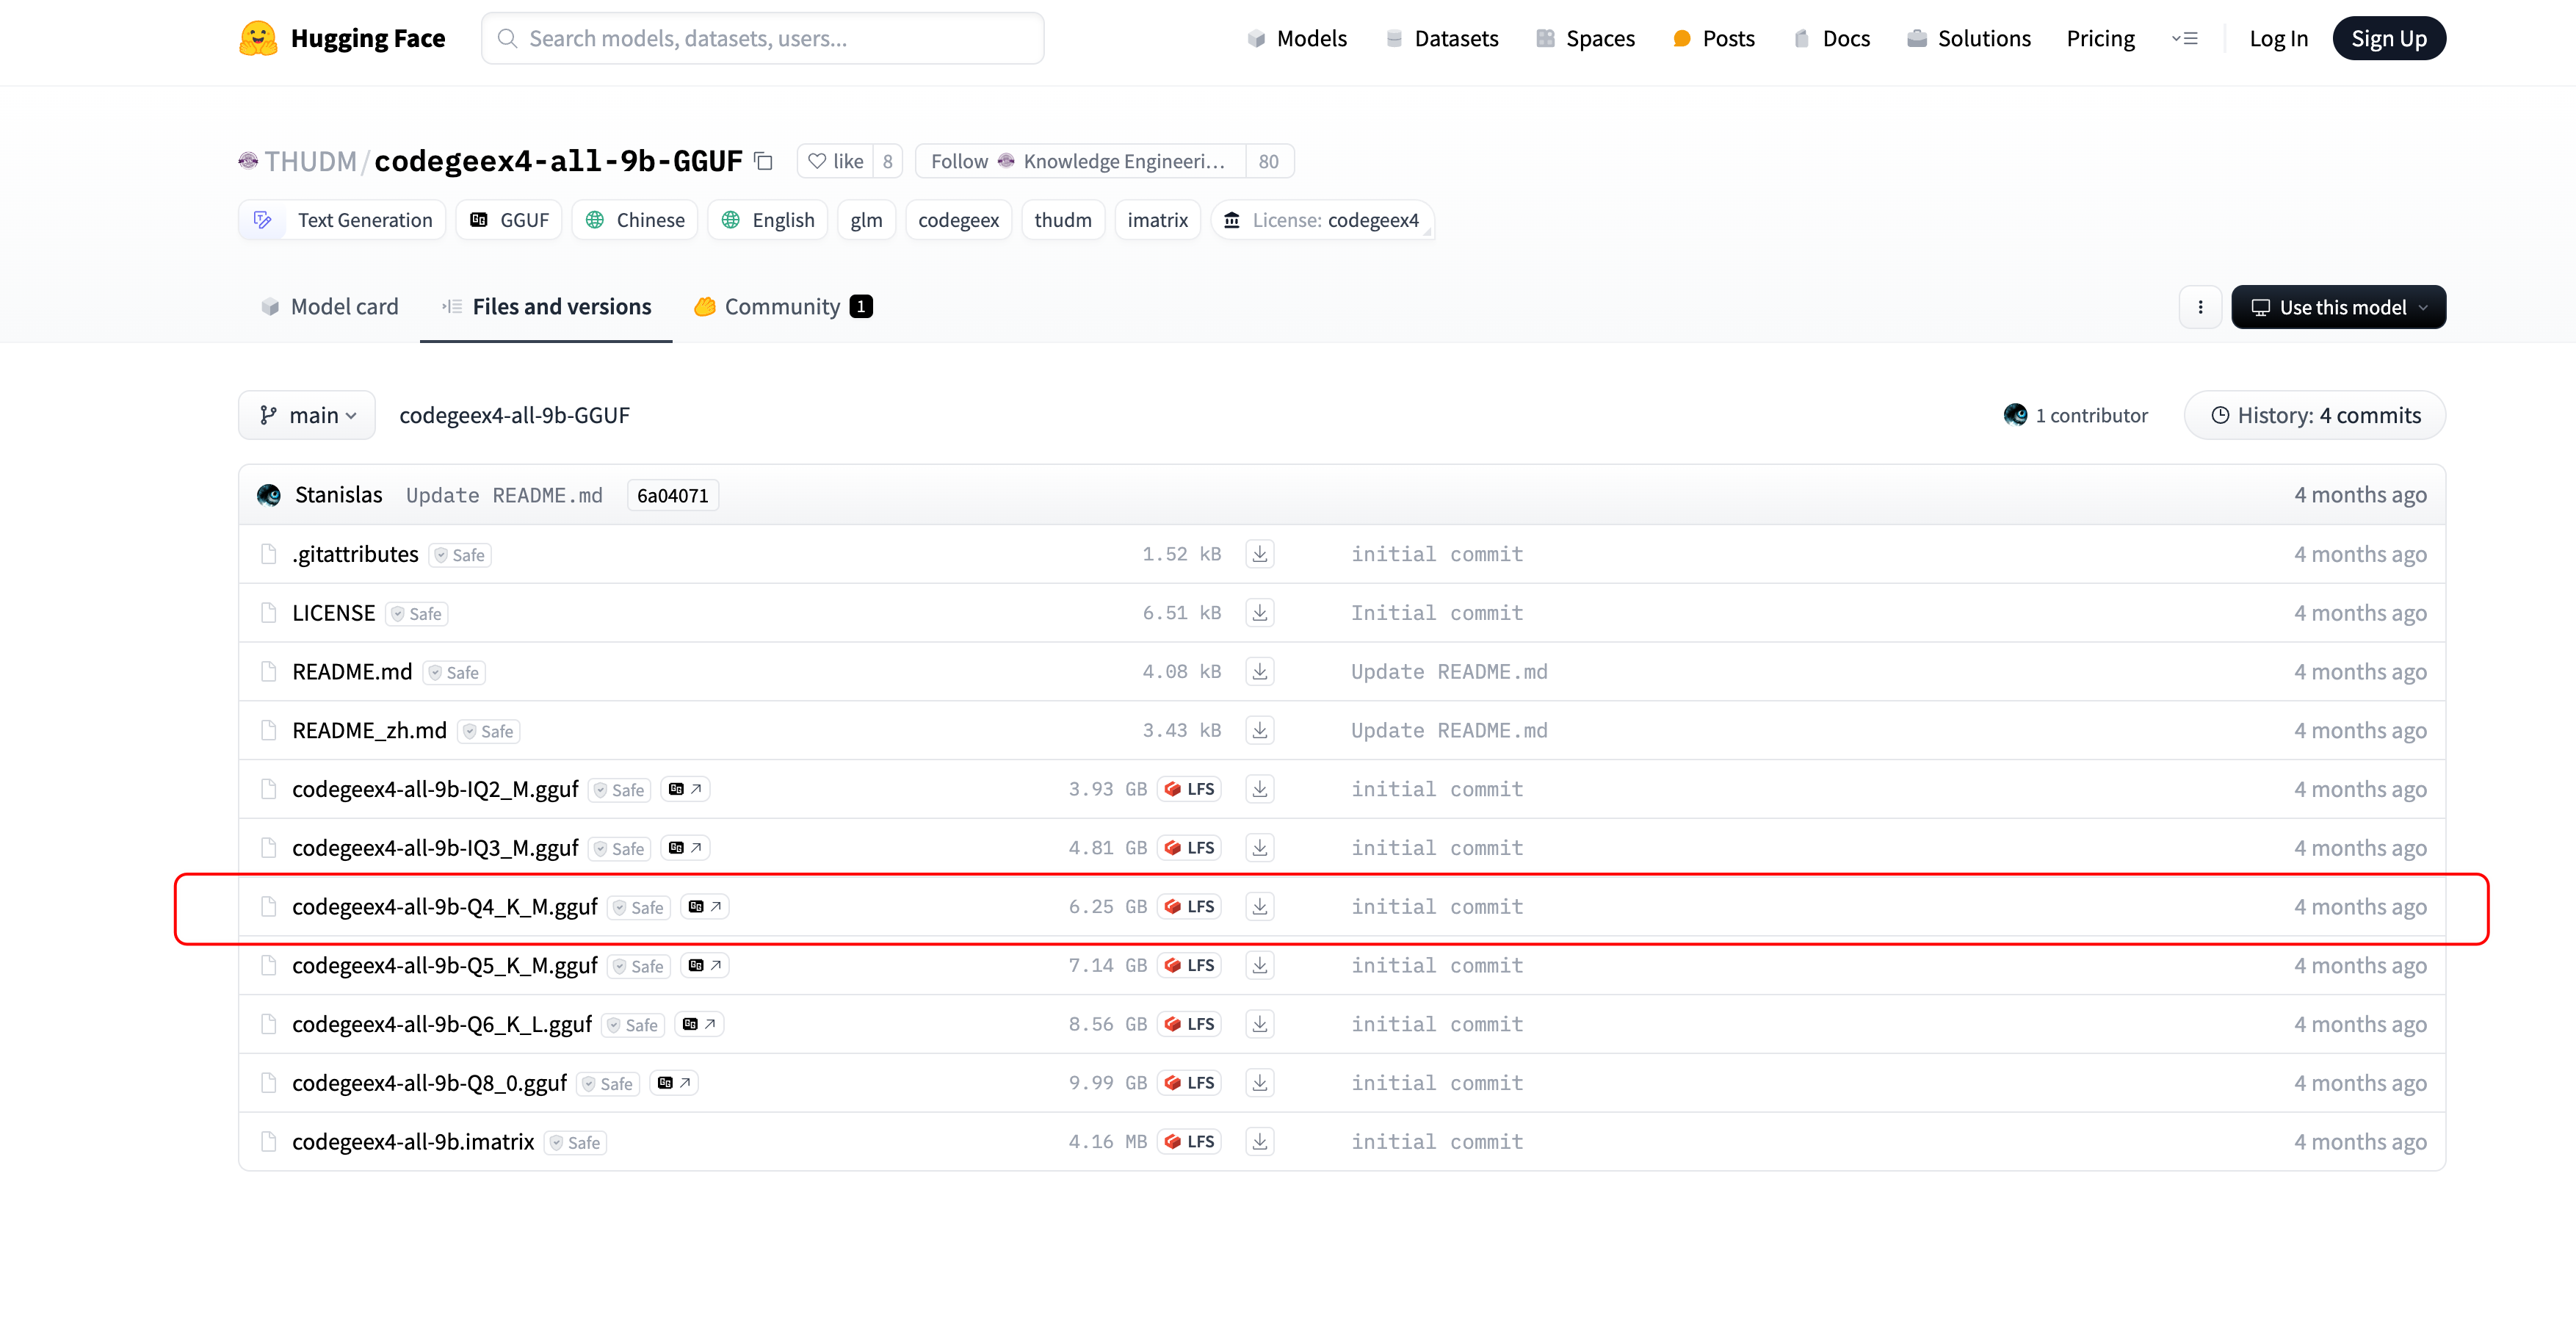 Hugging Face Search models, datasets, users... Models Datasets Spaces Posts Docs Solutions Pricing Log In Sign Up
THUDM/codegeex4-all-9b-GGUF like 8 Follow Knowledge Engineeri... 80
Text Generation GGUF Chinese English glm codegeex thudm imatrix License: codegeex4
Model card Files and versions Community 1 Use this model
main codegeex4-all-9b-GGUF 1 contributor History: 4 commits
Stanislas Update README.md 6a04071 4 months ago
.gitattributes Safe 1.52 kB initial commit 4 months ago
LICENSE Safe 6.51 kB Initial commit 4 months ago
README.md Safe 4.08 kB Update README.md 4 months ago
README_zh.md Safe 3.43 kB Update README.md 4 months ago
codegeex4-all-9b-IQ2_M.gguf Safe 3.93 GB LFS initial commit 4 months ago
codegeex4-all-9b-IQ3_M.gguf Safe 4.81 GB LFS initial commit 4 months ago
codegeex4-all-9b-Q4_K_M.gguf Safe 6.25 GB LFS initial commit 4 months ago
codegeex4-all-9b-Q5_K_M.gguf Safe 7.14 GB LFS initial commit 4 months ago
codegeex4-all-9b-Q6_K_L.gguf Safe 8.56 GB LFS initial commit 4 months ago
codegeex4-all-9b-Q8_0.gguf Safe 9.99 GB LFS initial commit 4 months ago
codegeex4-all-9b.imatrix Safe 4.16 MB LFS initial commit 4 months ago